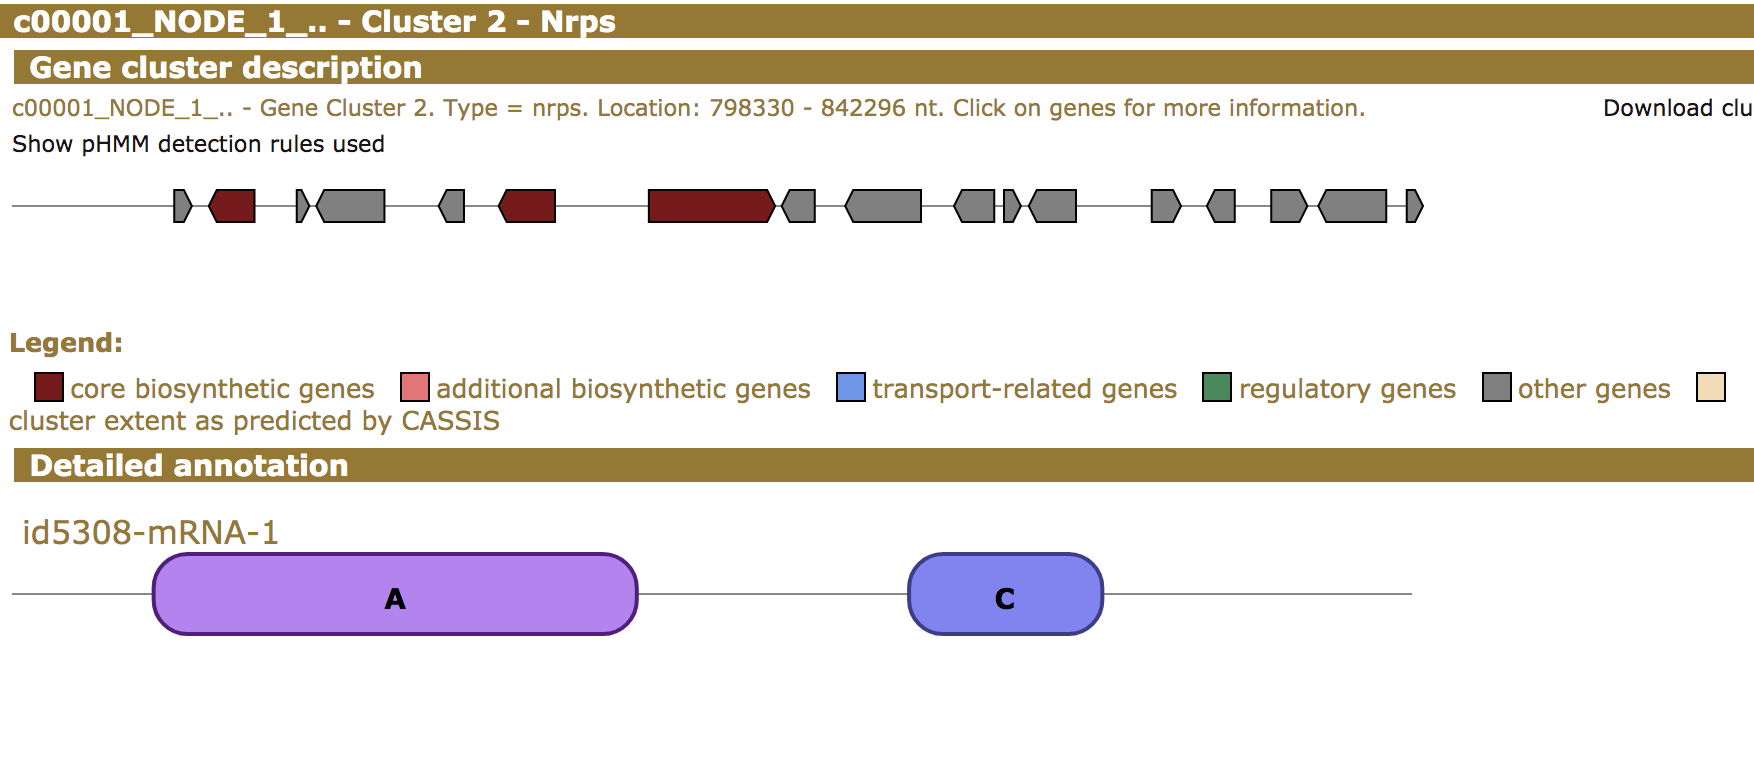 c00001_NODE_1_.. - Cluster 2 - Nrps
Gene cluster description
c00001_NODE_1_.. - Gene Cluster 2. Type = nrps. Location: 798330 - 842296 nt. Click on genes for more information. Download clu
Show pHMM detection rules used
Legend:
core biosynthetic genes additional biosynthetic genes transport-related genes regulatory genes other genes
cluster extent as predicted by CASSIS
Detailed annotation
id5308-mRNA-1
A C